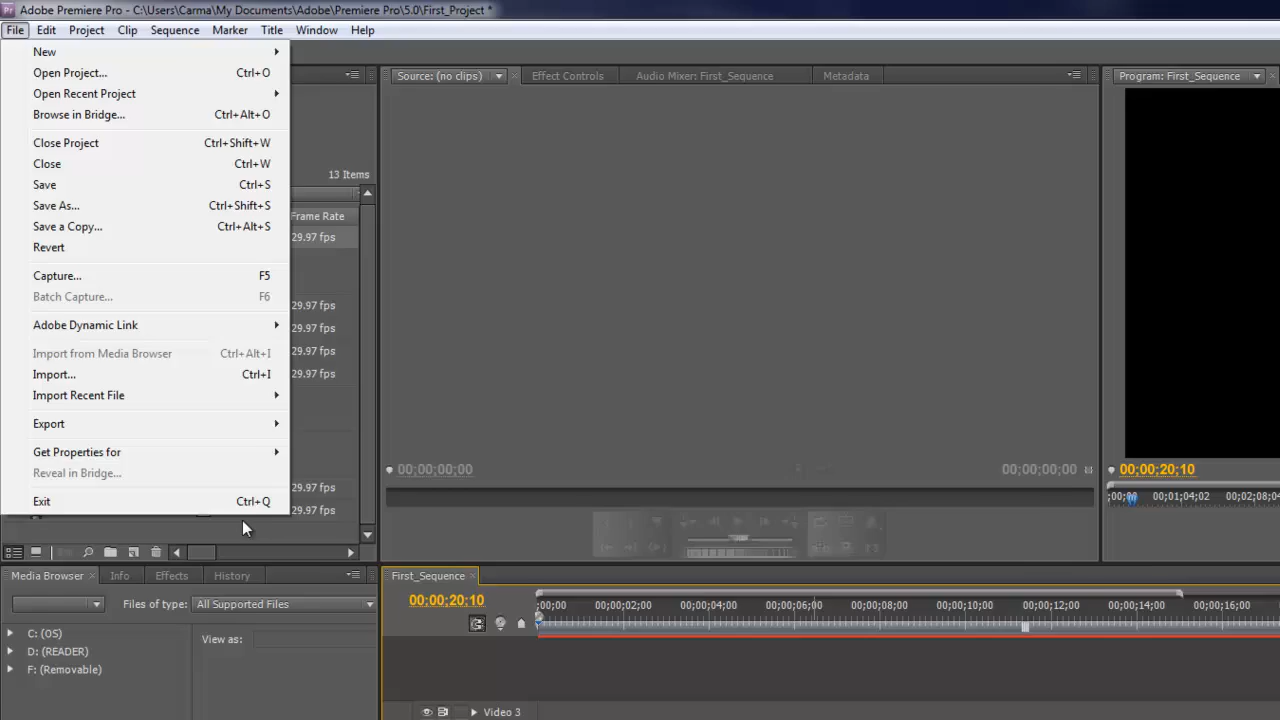 Adobe Premiere Pro - C:\Users\Carma\My Documents\Adobe\Premiere Pro\5.0\First_Project *
File Edit Project Clip Sequence Marker Title Window Help
New
Open Project... Ctrl+O
Open Recent Project
Browse in Bridge... Ctrl+Alt+O
Close Project Ctrl+Shift+W
Close Ctrl+W
Save Ctrl+S
Save As... Ctrl+Shift+S
Save a Copy... Ctrl+Alt+S
Revert
Capture... F5
Batch Capture... F6
Adobe Dynamic Link
Import from Media Browser Ctrl+Alt+I
Import... Ctrl+I
Import Recent File
Export
Get Properties for
Reveal in Bridge...
Exit Ctrl+Q
13 Items
Frame Rate
29.97 fps
29.97 fps
29.97 fps
29.97 fps
29.97 fps
29.97 fps
29.97 fps
Source: (no clips) Effect Controls Audio Mixer: First_Sequence Metadata
00;00;00;00 00;00;00;00
Program: First_Sequence
00;00;20;10
;00;00 00;01;04;02 00;02;08;04
Media Browser Info Effects History
Files of type: All Supported Files
C: (OS)
D: (READER)
F: (Removable)
View as:
First_Sequence
00;00;20;10
;00;00 00;00;02;00 00;00;04;00 00;00;06;00 00;00;08;00 00;00;10;00 00;00;12;00 00;00;14;00 00;00;16;00
Video 3